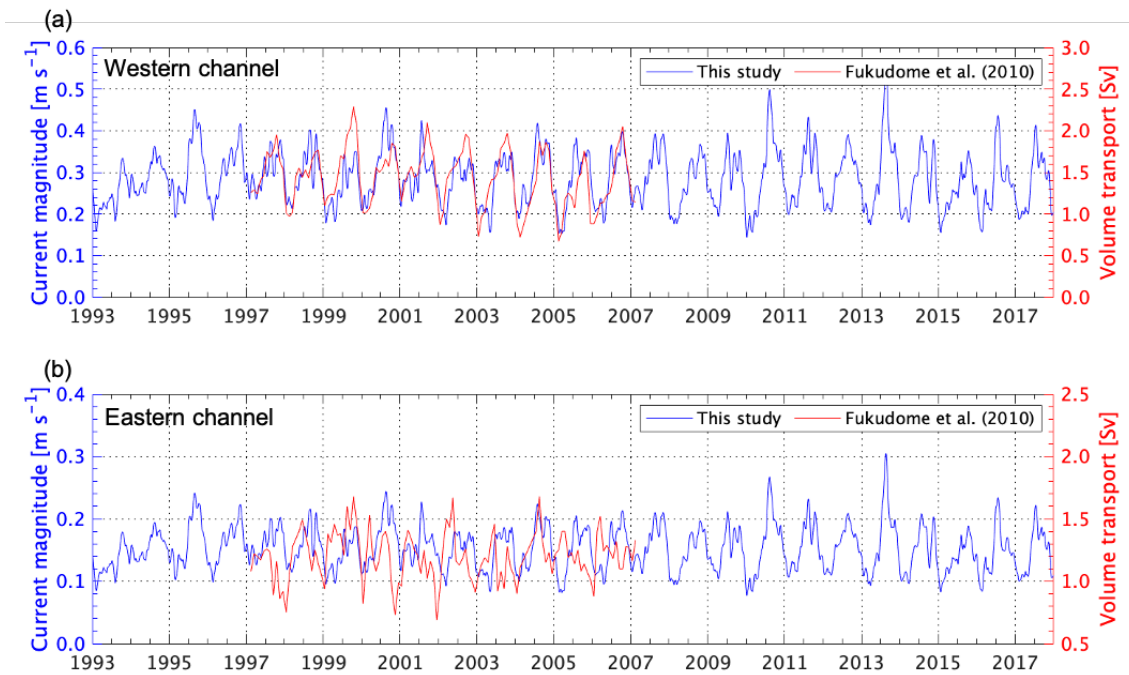 (a)
Western channel
This study
Fukudome et al. (2010)
Current magnitude [m s⁻¹]
0.6
0.5
0.4
0.3
0.2
0.1
0.0
Volume transport [Sv]
3.0
2.5
2.0
1.5
1.0
0.5
0.0
1993 1995 1997 1999 2001 2003 2005 2007 2009 2011 2013 2015 2017
(b)
Eastern channel
This study
Fukudome et al. (2010)
Current magnitude [m s⁻¹]
0.4
0.3
0.2
0.1
0.0
Volume transport [Sv]
2.5
2.0
1.5
1.0
0.5
1993 1995 1997 1999 2001 2003 2005 2007 2009 2011 2013 2015 2017